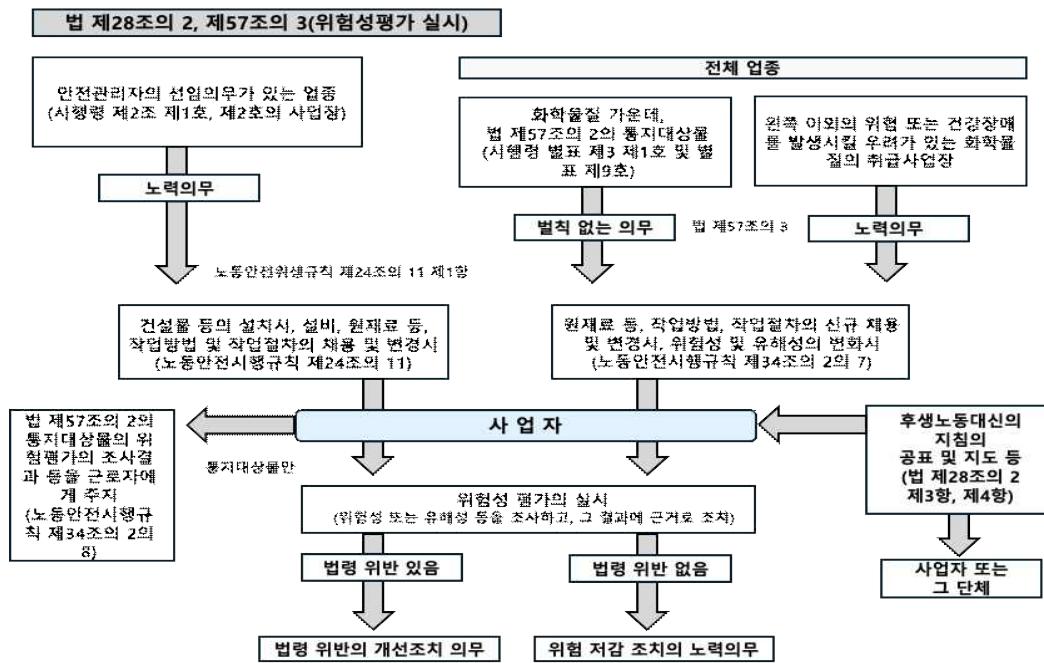 법 제28조의 2, 제57조의 3(위험성평가 실시)
안전관리자의 선임의무가 있는 업종
(시행령 제2조 제1호, 제2호의 사업장)
전체 업종
화학물질 가운데,
법 제57조의 2의 통지대상물
(시행령 별표 제3 제1호 및 별
표 제9호)
왼쪽 이외의 위험 또는 건강장애
를 발생시킬 우려가 있는 화학물
질의 취급사업장
노력의무
벌칙 없는 의무
법 제57조의 3
노력의무
노동안전위생규칙 제24조의 11 제1항
건설물 등의 설치시, 설비, 원재료 등,
작업방법 및 작업절차의 채용 및 변경시
(노동안전시행규칙 제24조의 11)
원재료 등, 작업방법, 작업절차의 신규 채용
및 변경시, 위험성 및 유해성의 변화시
(노동안전시행규칙 제34조의 2의 7)
법 제57조의 2의
통지대상물의 위
험평가의 조사결
과 등을 근로자에
게 주지
(노동안전시행규
칙 제34조의 2의
8)
사 업 자
후생노동대신의
지침의
공표 및 지도 등
(법 제28조의 2
제3항, 제4항)
통지대상물만
위험성 평가의 실시
(위험성 또는 유해성 등을 조사하고, 그 결과에 근거로 조치)
법령 위반 있음
법령 위반 없음
사업자 또는
그 단체
법령 위반의 개선조치 의무
위험 저감 조치의 노력의무